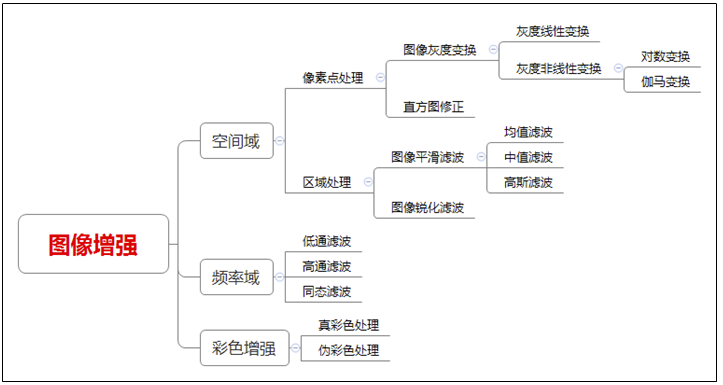 图像增强
空间域
像素点处理
图像灰度变换
灰度线性变换
灰度非线性变换
对数变换
伽马变换
直方图修正
区域处理
图像平滑滤波
均值滤波
中值滤波
高斯滤波
图像锐化滤波
频率域
低通滤波
高通滤波
同态滤波
彩色增强
真彩色处理
伪彩色处理